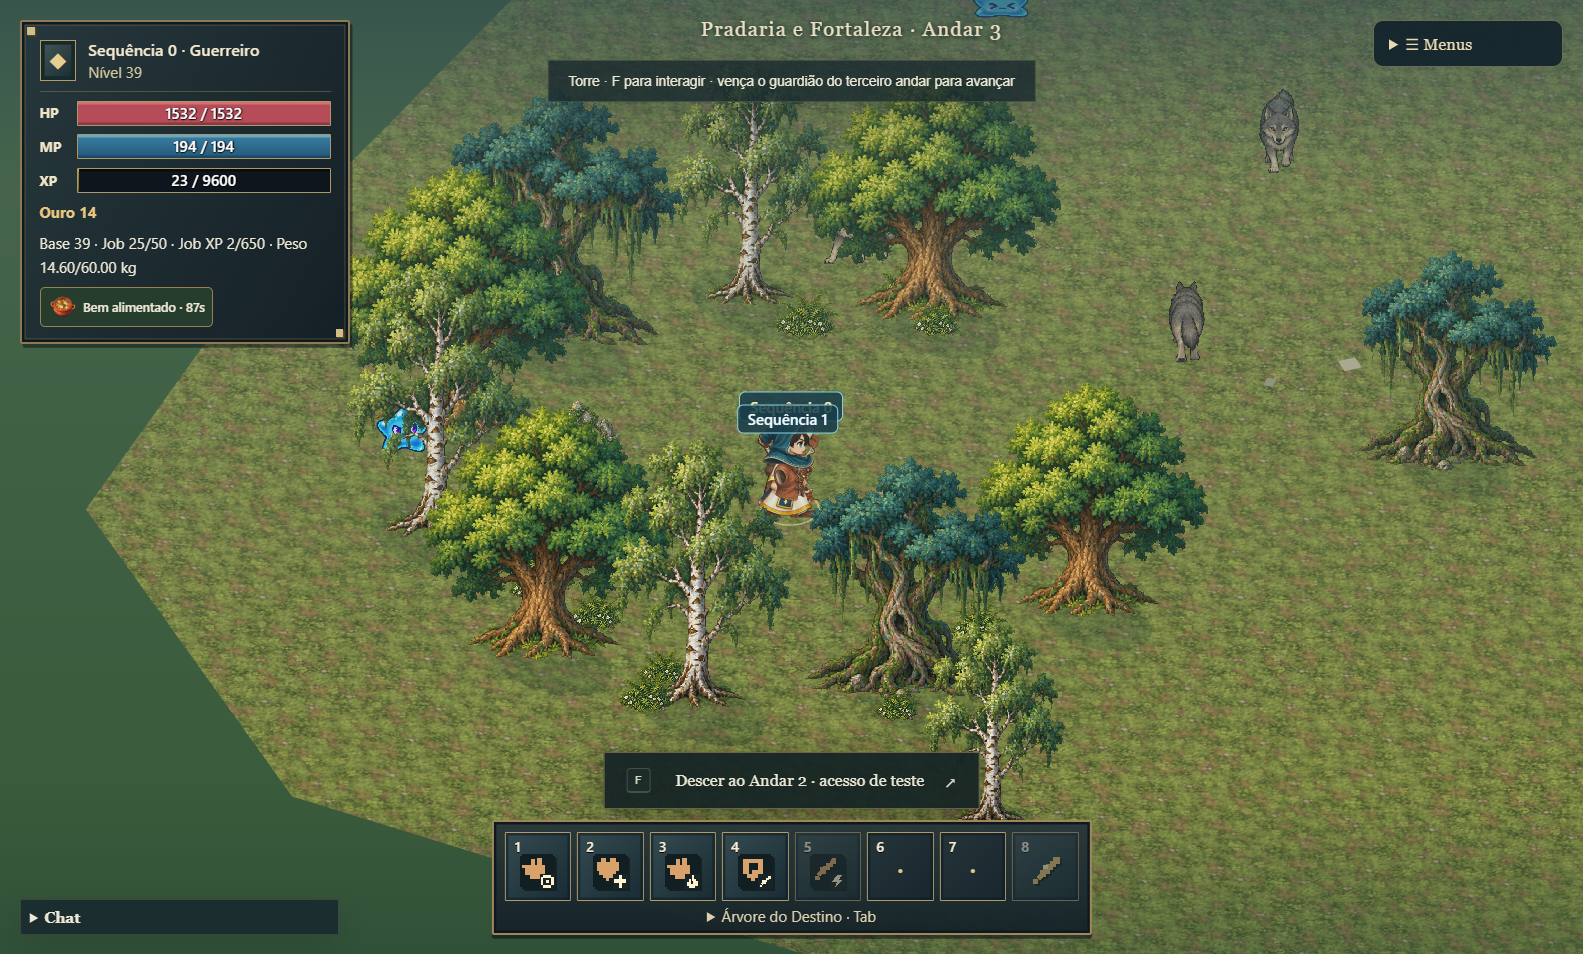 Sequência 0 · Guerreiro
Nível 39
HP
1532 / 1532
MP
194 / 194
XP
23 / 9600
Ouro 14
Base 39 · Job 25/50 · Job XP 2/650 · Peso
14.60/60.00 kg
Bem alimentado · 87s
Pradaria e Fortaleza · Andar 3
Torre · F para interagir · vença o guardião do terceiro andar para avançar
☰ Menus
Sequência 0
Sequência 1
F
Descer ao Andar 2 · acesso de teste ↗
1
2
3
4
5
6
7
8
Árvore do Destino · Tab
Chat